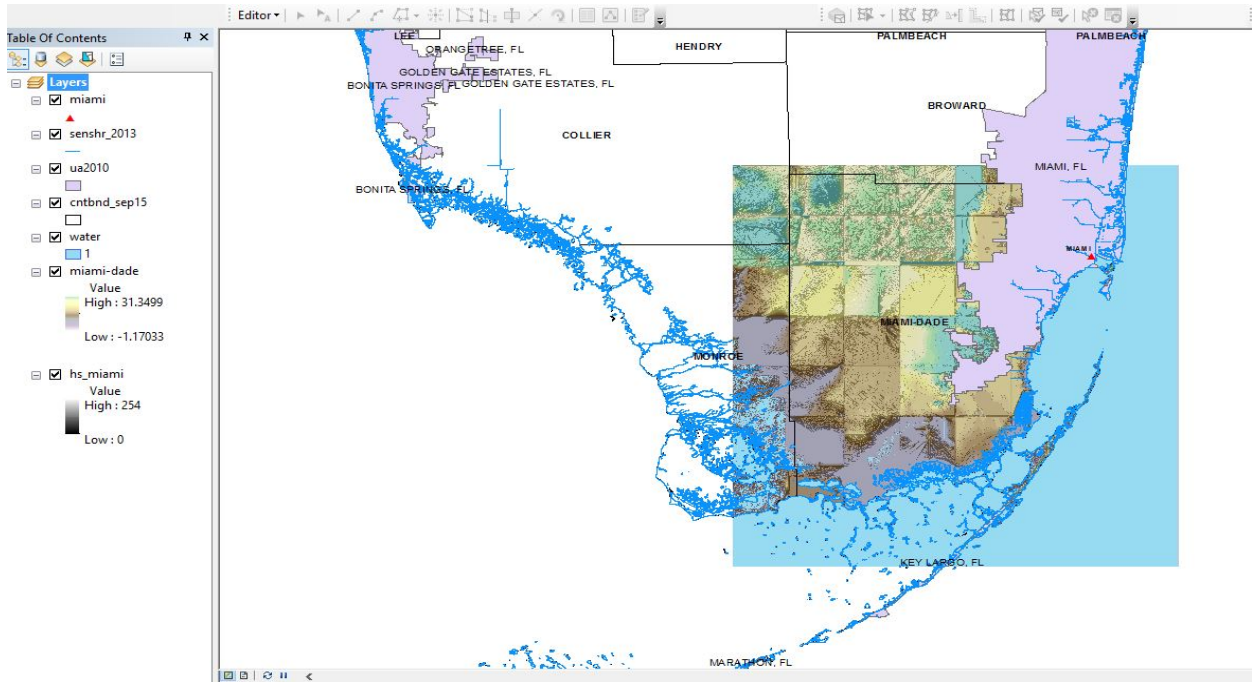 Editor
Table Of Contents
Layers
miami
senshr_2013
ua2010
cntbnd_sep15
water
1
miami-dade
Value
High : 31.3499
Low : -1.17033
hs_miami
Value
High : 254
Low : 0
LEE
HENDRY
PALMBEACH
PALMBEACH
ORANGETREE, FL
GOLDEN GATE ESTATES, FL
BONITA SPRINGS, FL
GOLDEN GATE ESTATES, FL
BROWARD
COLLIER
MIAMI, FL
BONITA SPRINGS, FL
MIAMI
MIAMI-DADE
MONROE
KEY LARGO, FL
MARATHON, FL